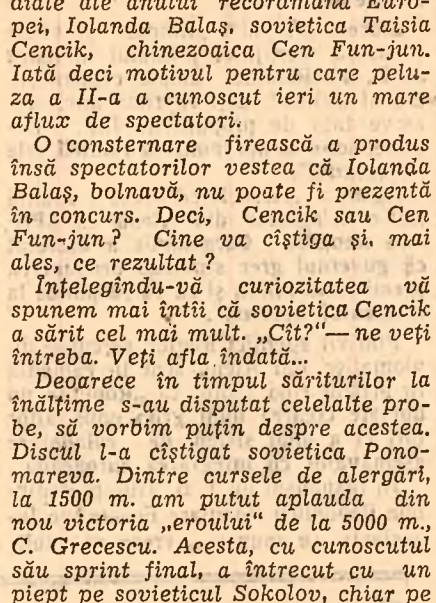 diale ale anului recordmana Euro-
pei, Iolanda Balaş, sovietica Taisia
Cencik, chinezoaica Cen Fun-jun.
Iată deci motivul pentru care pelu-
za a II-a a cunoscut ieri un mare
aflux de spectatori.
O consternare firească a produs
însă spectatorilor vestea că Iolanda
Balaş, bolnavă, nu poate fi prezentă
în concurs. Deci, Cencik sau Cen
Fun-jun? Cine va cîştiga şi, mai
ales, ce rezultat?
Înţelegîndu-vă curiozitatea vă
spunem mai întîi că sovietica Cencik
a sărit cel mai mult. „Cît?"— ne veţi
întreba. Veţi afla îndată...
Deoarece în timpul săriturilor la
înălţime s-au disputat celelalte pro-
be, să vorbim puţin despre acestea.
Discul l-a cîştigat sovietica Pono-
mareva. Dintre cursele de alergări,
la 1500 m. am putut aplauda din
nou victoria „eroului" de la 5000 m.,
C. Grecescu. Acesta, cu cunoscutul
său sprint final, a întrecut cu un
piept pe sovieticul Sokolov, chiar pe